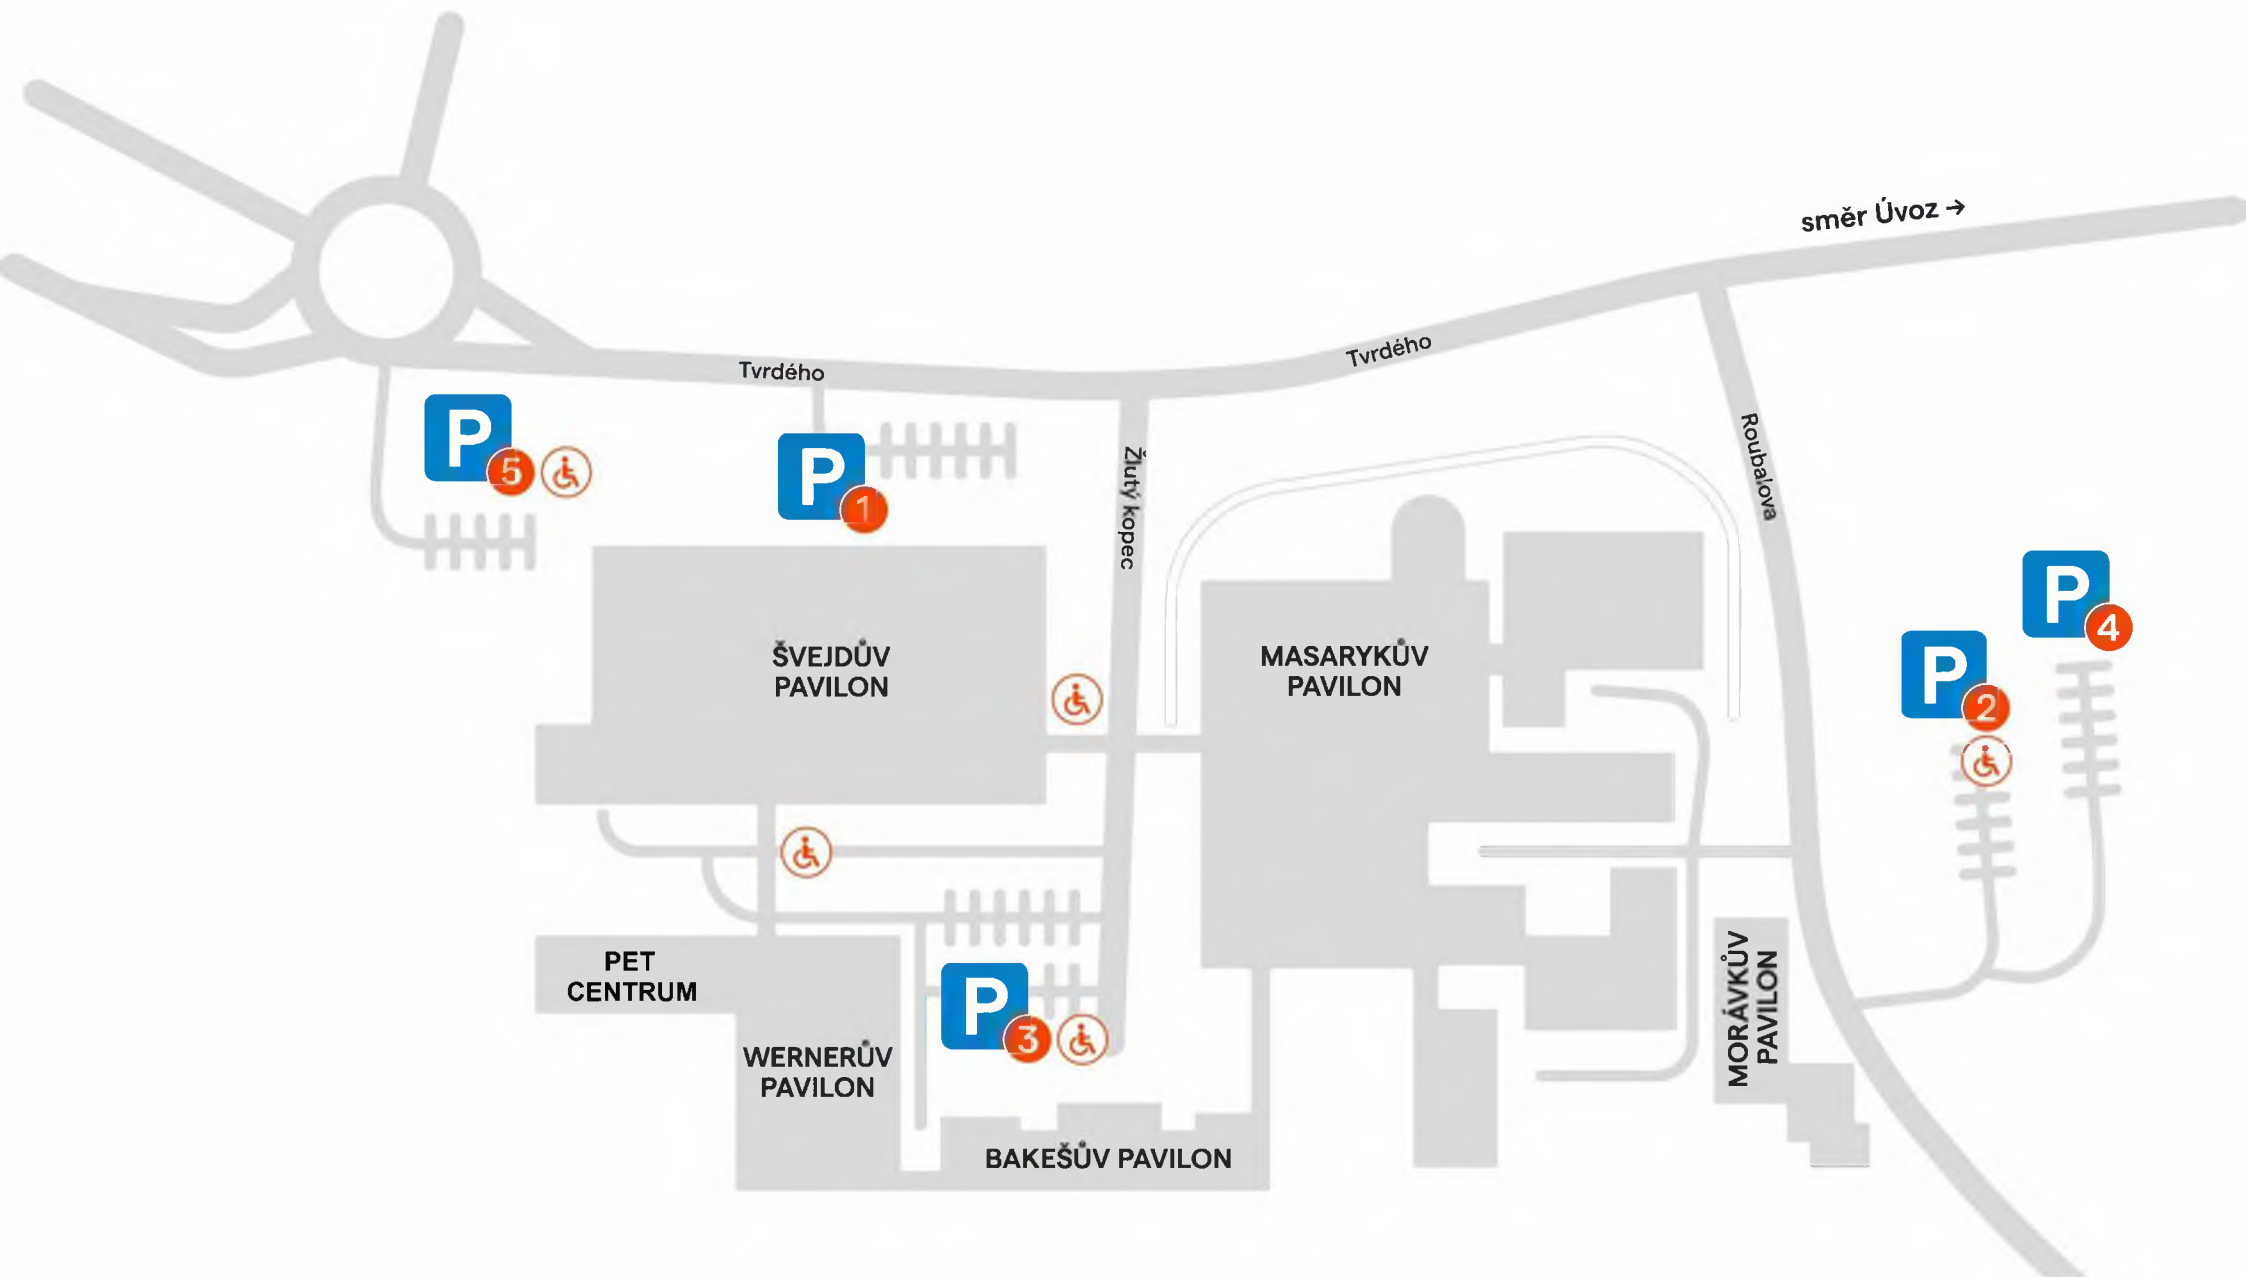 směr Úvoz →
Tvrdého
Tvrdého
P
5
P
1
Žlutý kopec
Roubalova
P
4
P
2
ŠVEJDŮV
PAVILON
MASARYKŮV
PAVILON
PET
CENTRUM
P
3
WERNERŮV
PAVILON
MORÁVKŮV
PAVILON
BAKEŠŮV PAVILON